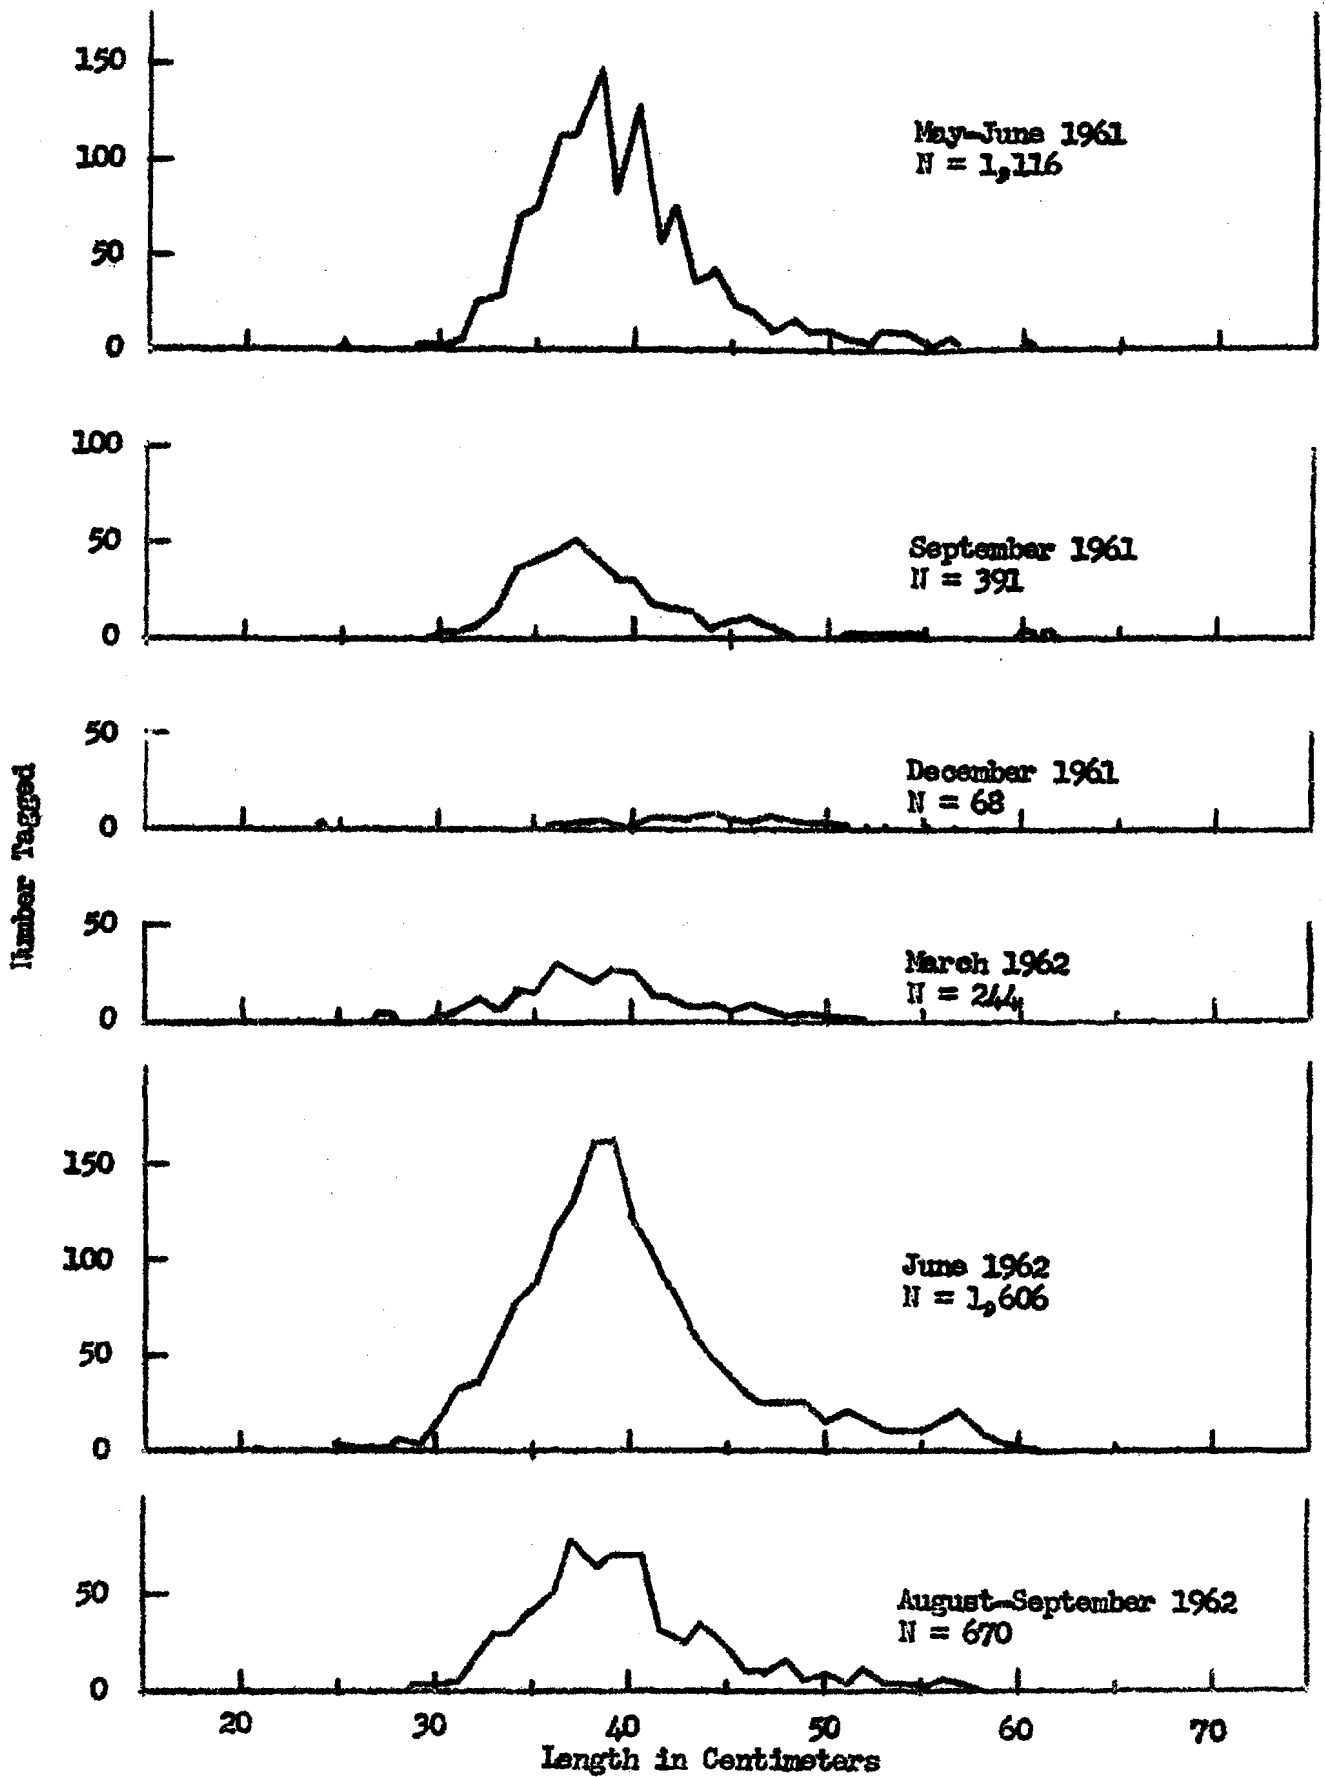 150
100
50
0
May-June 1961
N = 1,116
100
50
0
September 1961
N = 391
50
0
December 1961
N = 68
50
0
March 1962
N = 244
Number Tagged
150
100
50
0
June 1962
N = 1,606
50
0
August-September 1962
N = 670
20 30 40 50 60 70
Length in Centimeters